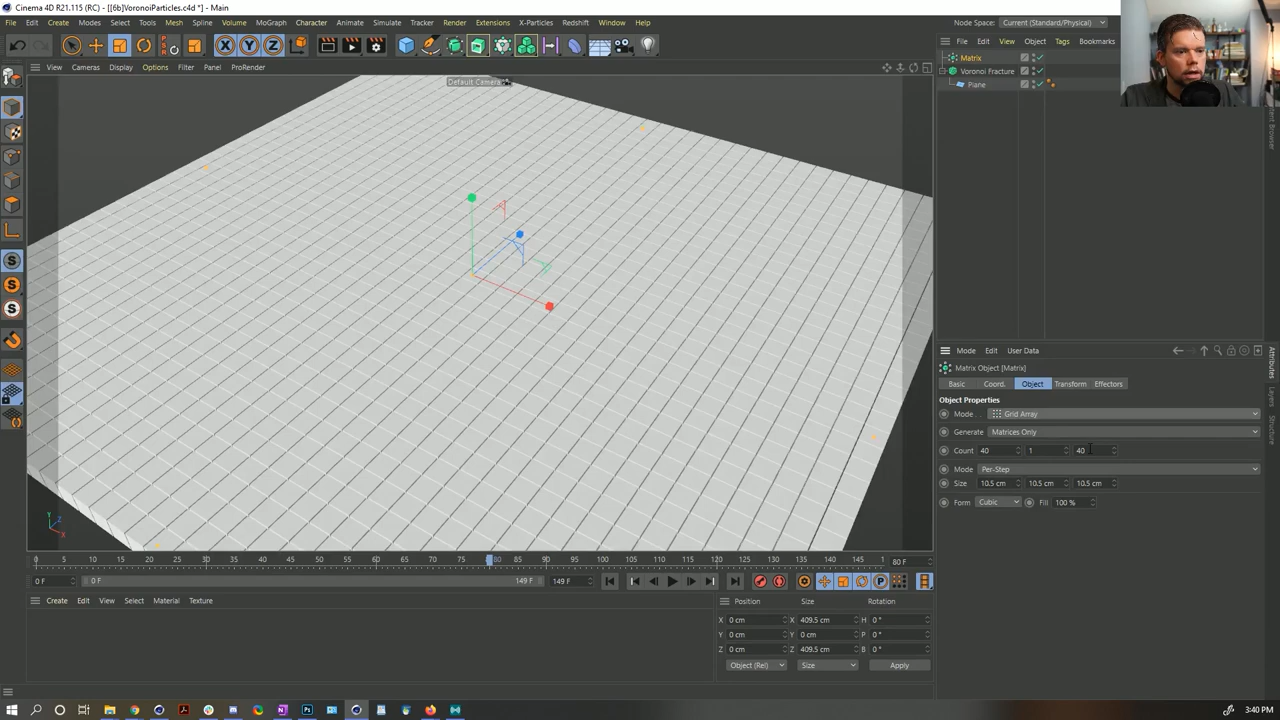 Cinema 4D R21.115 (RC) - [[6b]VoronoiParticles.c4d *] - Main
File Edit Create Modes Select Tools Mesh Spline Volume MoGraph Character Animate Simulate Tracker Render Extensions X-Particles Redshift Window Help
Node Space: Current (Standard/Physical)
File Edit View Object Tags Bookmarks
X Y Z
Matrix
Voronoi Fracture
Plane
View Cameras Display Options Filter Panel ProRender
Default Camera
Content Browser
Mode Edit User Data
Matrix Object [Matrix]
Basic Coord. Object Transform Effectors
Object Properties
Mode Grid Array
Generate Matrices Only
Count 40 1 40
Mode Per-Step
Size 10.5 cm 10.5 cm 10.5 cm
Form Cubic Fill 100 %
Attributes
Layers
Structure
Y Z X
0 5 10 15 20 25 30 35 40 45 50 55 60 65 70 75 80 85 90 95 100 105 110 115 120 125 130 135 140 145 1 80 F
0 F 0 F 149 F 149 F
Create Edit View Select Material Texture
Position Size Rotation
X 0 cm X 409.5 cm H 0 °
Y 0 cm Y 0 cm P 0 °
Z 0 cm Z 409.5 cm B 0 °
Object (Rel) Size Apply
3:40 PM